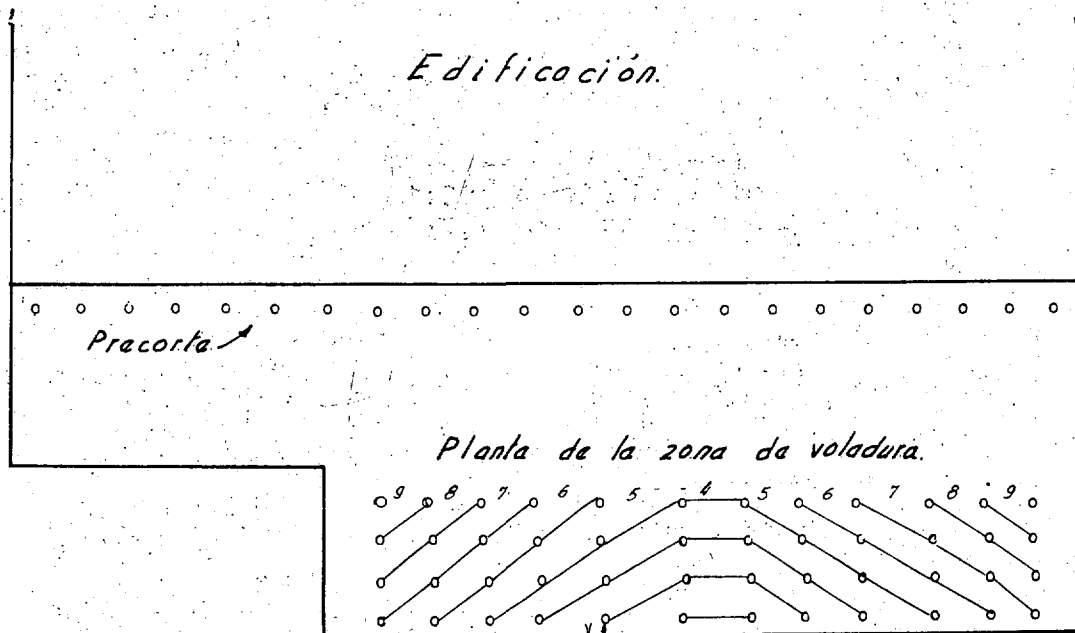 Edificación.
Precorte
Planta de la zona de voladura.
9 8 7 6 5 4 5 6 7 8 9
V